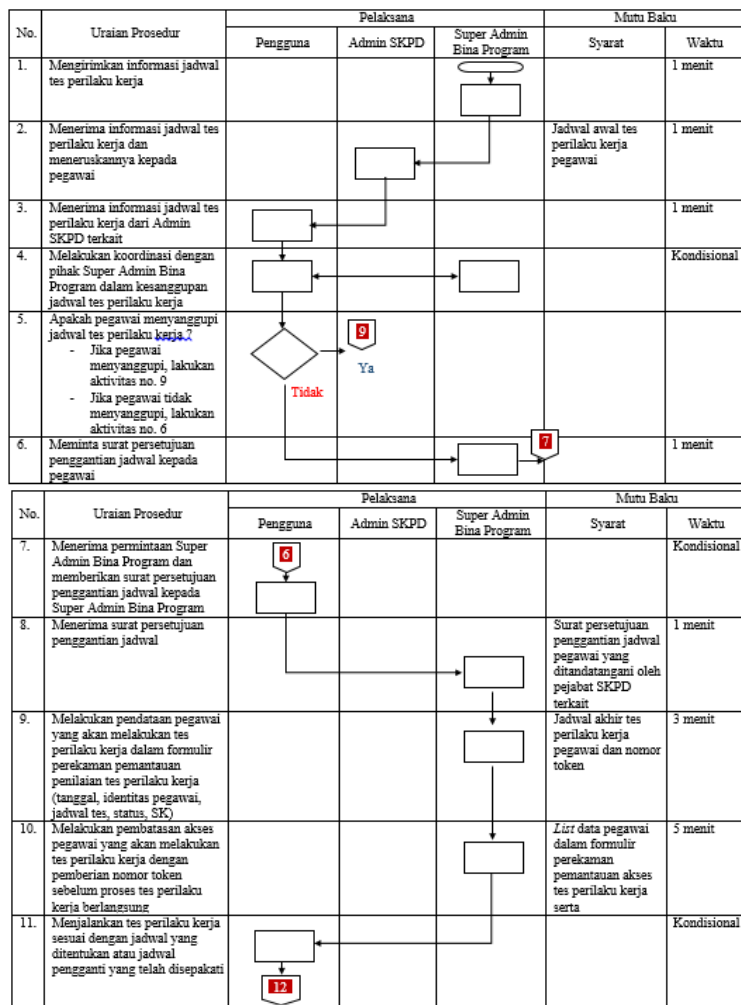 No.
Uraian Prosedur
Pelaksana
Mutu Baku
Pengguna
Admin SKPD
Super Admin
Bina Program
Syarat
Waktu
1.
Mengirimkan informasi jadwal
tes perilaku kerja
1 menit
2.
Menerima informasi jadwal tes
perilaku kerja dan
meneruskannya kepada
pegawai
Jadwal awal tes
perilaku kerja
pegawai
1 menit
3.
Menerima informasi jadwal tes
perilaku kerja dari Admin
SKPD terkait
1 menit
4.
Melakukan koordinasi dengan
pihak Super Admin Bina
Program dalam kesanggupan
jadwal tes perilaku kerja
Kondisional
5.
Apakah pegawai menyanggupi
jadwal tes perilaku kerja ?
- Jika pegawai
menyanggupi, lakukan
aktivitas no. 9
- Jika pegawai tidak
menyanggupi, lakukan
aktivitas no. 6
9
Ya
Tidak
6.
Meminta surat persetujuan
penggantian jadwal kepada
pegawai
7
1 menit
No.
Uraian Prosedur
Pelaksana
Mutu Baku
Pengguna
Admin SKPD
Super Admin
Bina Program
Syarat
Waktu
7.
Menerima permintaan Super
Admin Bina Program dan
memberikan surat persetujuan
penggantian jadwal kepada
Super Admin Bina Program
6
Kondisional
8.
Menerima surat persetujuan
penggantian jadwal
Surat persetujuan
penggantian jadwal
pegawai yang
ditandatangani oleh
pejabat SKPD
terkait
1 menit
9.
Melakukan pendataan pegawai
yang akan melakukan tes
perilaku kerja dalam formulir
perekaman pemantauan
penilaian tes perilaku kerja
(tanggal, identitas pegawai,
jadwal tes, status, SK)
Jadwal akhir tes
perilaku kerja
pegawai dan nomor
token
3 menit
10.
Melakukan pembatasan akses
pegawai yang akan melakukan
tes perilaku kerja dengan
pemberian nomor token
sebelum proses tes perilaku
kerja berlangsung
List data pegawai
dalam formulir
perekaman
pemantauan akses
tes perilaku kerja
serta
5 menit
11.
Menjalankan tes perilaku kerja
sesuai dengan jadwal yang
ditentukan atau jadwal
pengganti yang telah disepakati
12
Kondisional